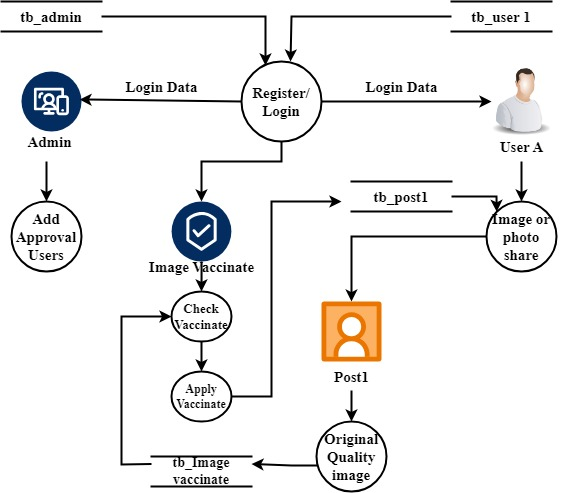 tb_admin
tb_user 1
Login Data
Register/
Login
Login Data
Admin
User A
Add
Approval
Users
tb_post1
Image or
photo
share
Image Vaccinate
Check
Vaccinate
Post1
Apply
Vaccinate
Original
Quality
image
tb_Image
vaccinate